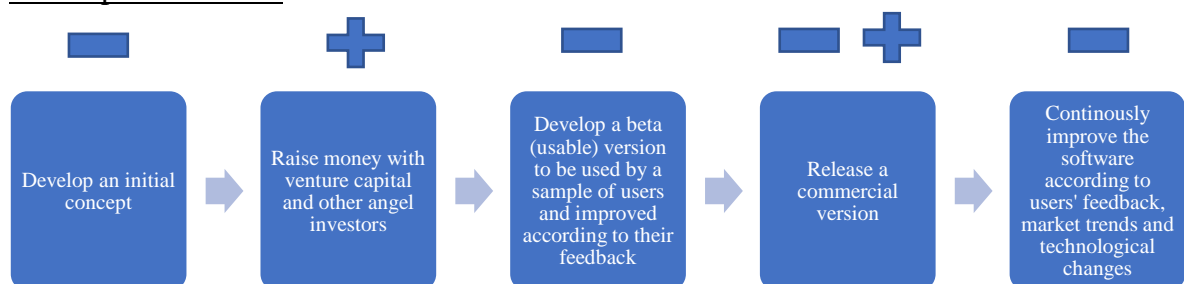 Develop an initial
concept
Raise money with
venture capital
and other angel
investors
Develop a beta
(usable) version
to be used by a
sample of users
and improved
according to their
feedback
Release a
commercial
version
Continously
improve the
software
according to
users' feedback,
market trends and
technological
changes